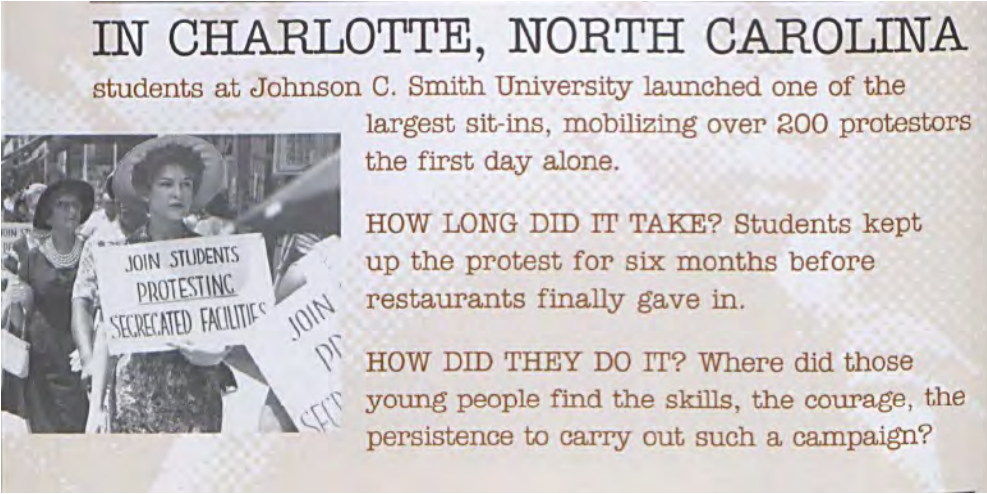 IN CHARLOTTE, NORTH CAROLINA
students at Johnson C. Smith University launched one of the
largest sit-ins, mobilizing over 200 protestors
the first day alone.
HOW LONG DID IT TAKE? Students kept
up the protest for six months before
restaurants finally gave in.
HOW DID THEY DO IT? Where did those
young people find the skills, the courage, the
persistence to carry out such a campaign?
JOIN STUDENTS
PROTESTING
SEGREGATED FACILITIES
JOIN